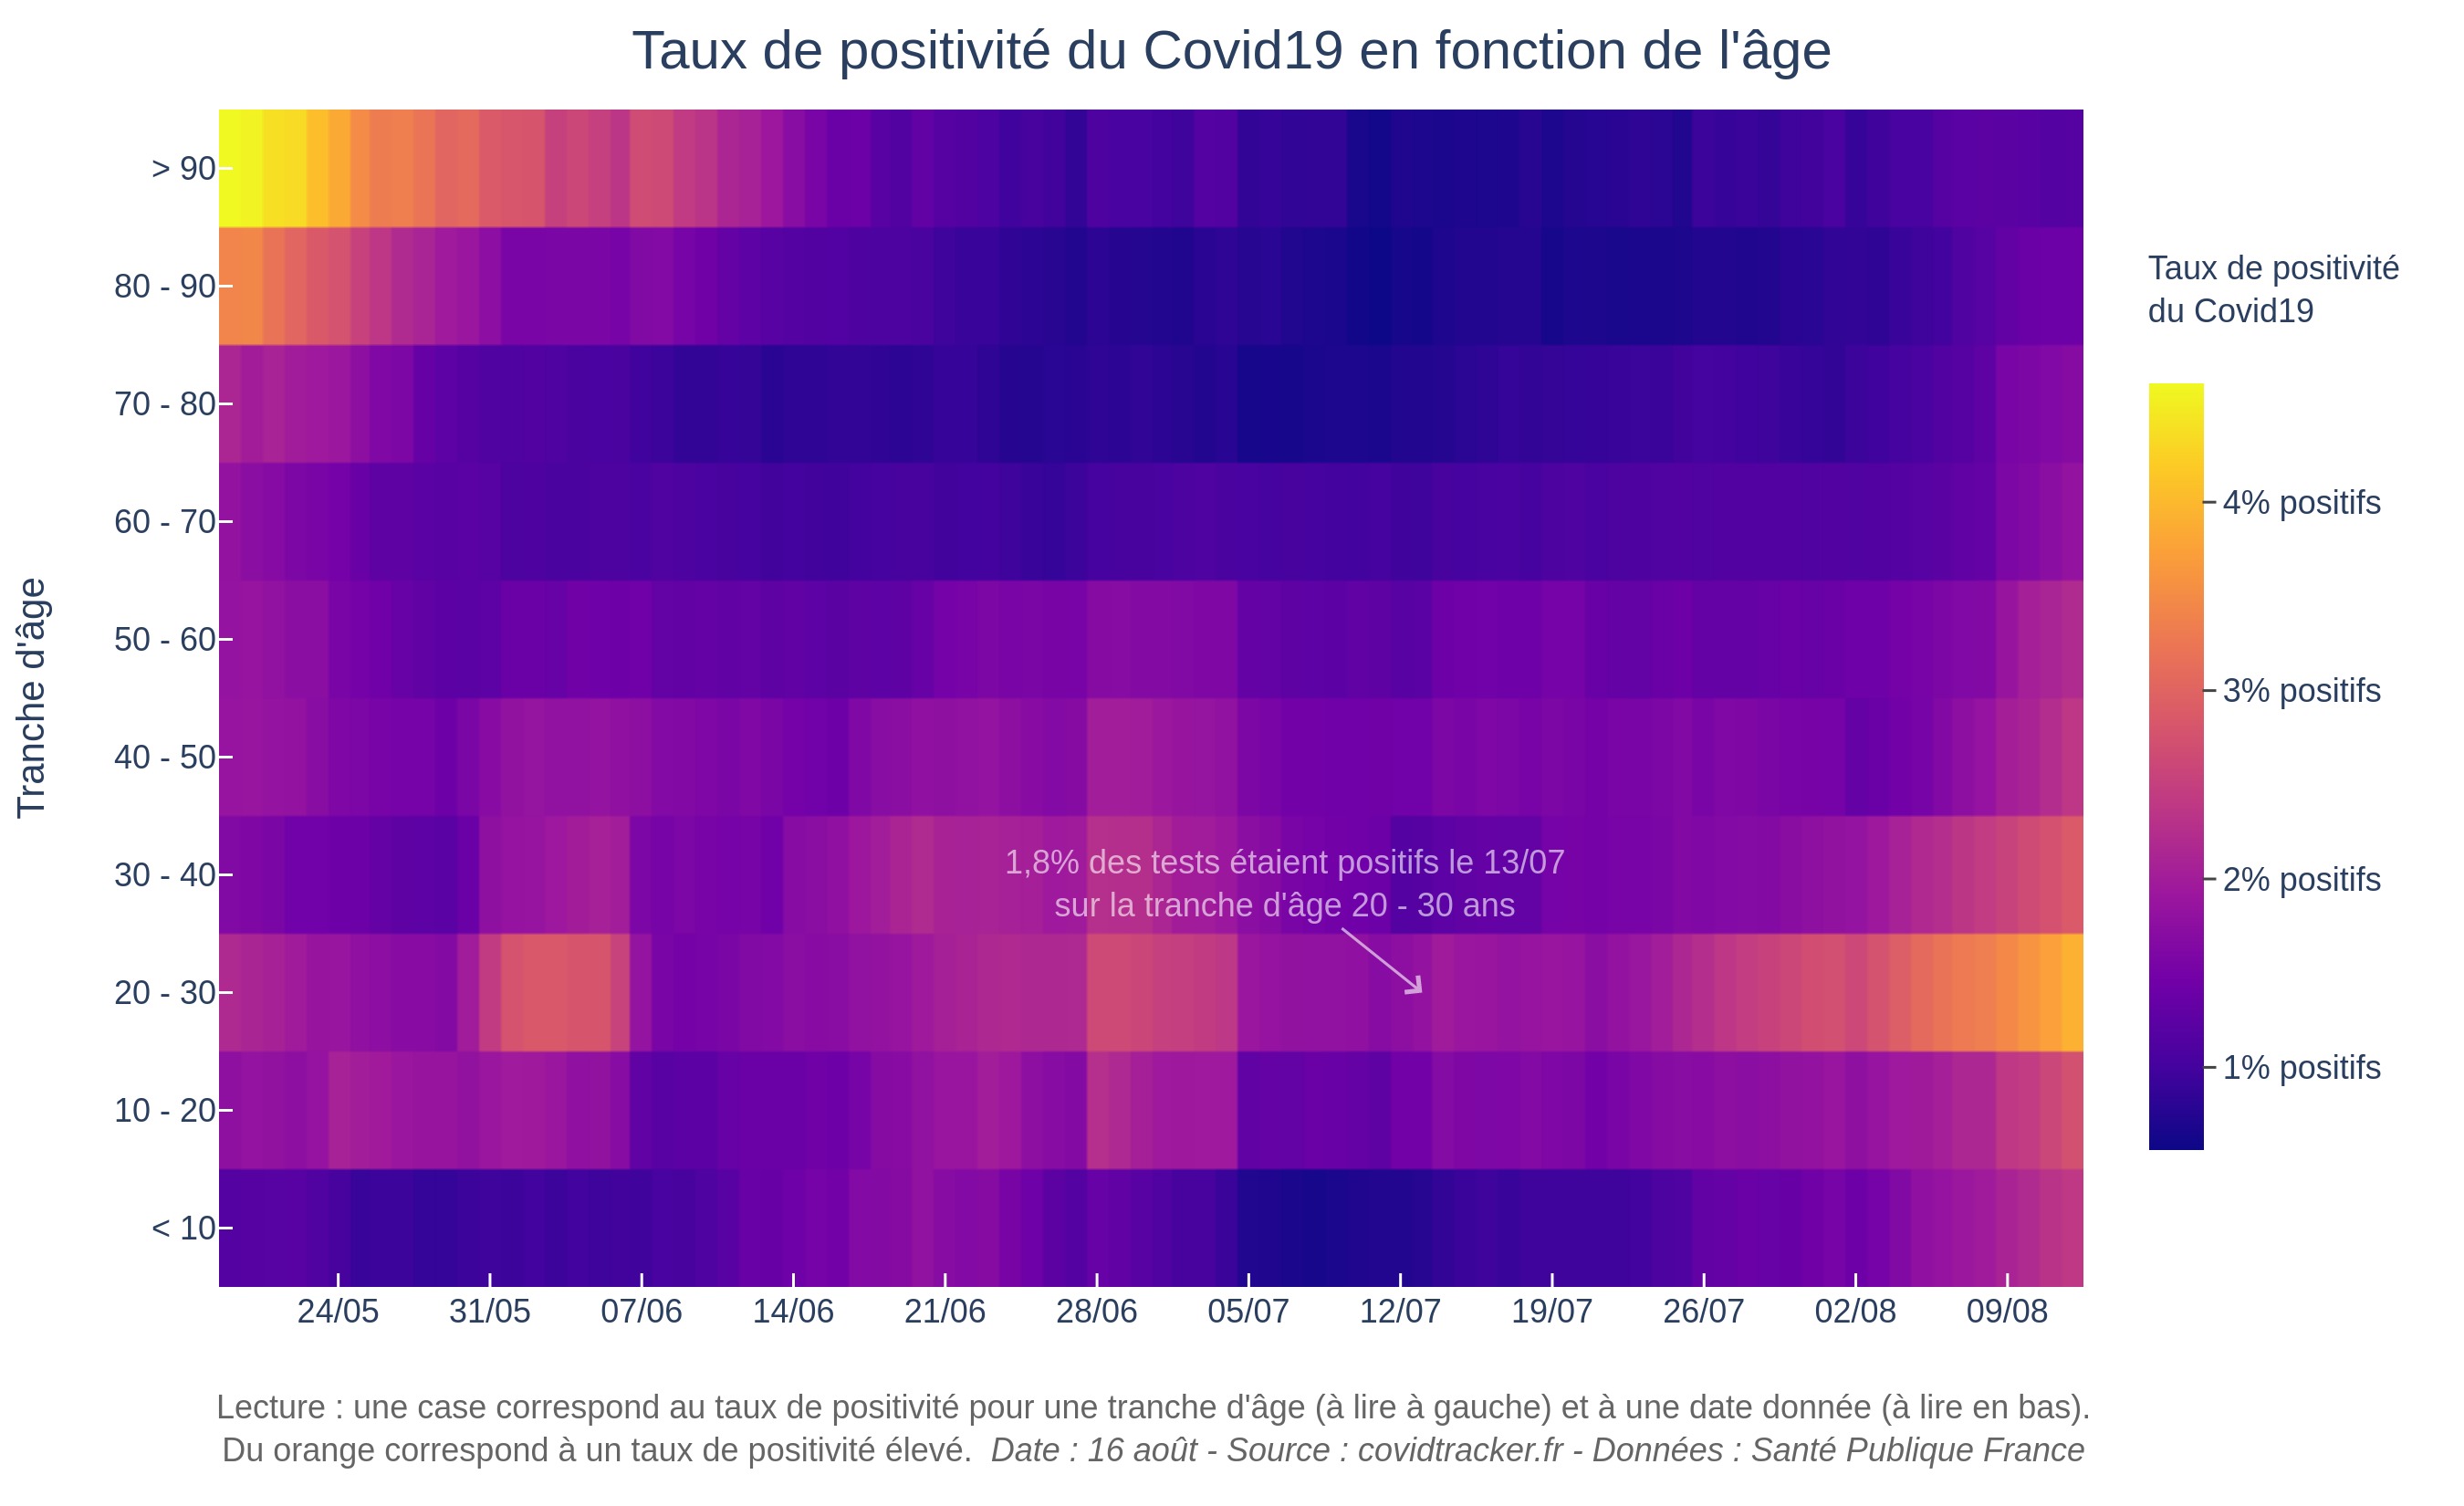 Taux de positivité du Covid19 en fonction de l'âge
Tranche d'âge
> 90
80 - 90
70 - 80
60 - 70
50 - 60
40 - 50
30 - 40
20 - 30
10 - 20
< 10
1,8% des tests étaient positifs le 13/07
sur la tranche d'âge 20 - 30 ans
24/05 31/05 07/06 14/06 21/06 28/06 05/07 12/07 19/07 26/07 02/08 09/08
Taux de positivité
du Covid19
4% positifs
3% positifs
2% positifs
1% positifs
Lecture : une case correspond au taux de positivité pour une tranche d'âge (à lire à gauche) et à une date donnée (à lire en bas).
Du orange correspond à un taux de positivité élevé.  Date : 16 août - Source : covidtracker.fr - Données : Santé Publique France